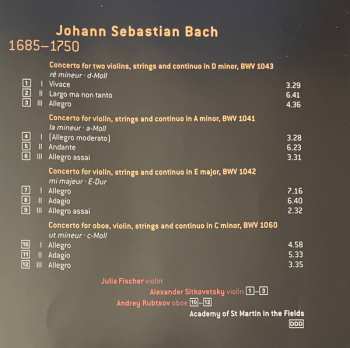 Johann Sebastian Bach
1685–1750
Concerto for two violins, strings and continuo in D minor, BWV 1043
ré mineur · d-Moll
1 I Vivace 3.29
2 II Largo ma non tanto 6.41
3 III Allegro 4.36
Concerto for violin, strings and continuo in A minor, BWV 1041
la mineur · a-Moll
4 I (Allegro moderato) 3.28
5 II Andante 6.23
6 III Allegro assai 3.31
Concerto for violin, strings and continuo in E major, BWV 1042
mi majeur · E-Dur
7 I Allegro 7.16
8 II Adagio 6.40
9 III Allegro assai 2.32
Concerto for oboe, violin, strings and continuo in C minor, BWV 1060
ut mineur · c-Moll
10 I Allegro 4.58
11 II Adagio 5.33
12 III Allegro 3.35
Julia Fischer violin
Alexander Sitkovetsky violin 1–3
Andrey Rubtsov oboe 10–12
Academy of St Martin in the Fields
DDD